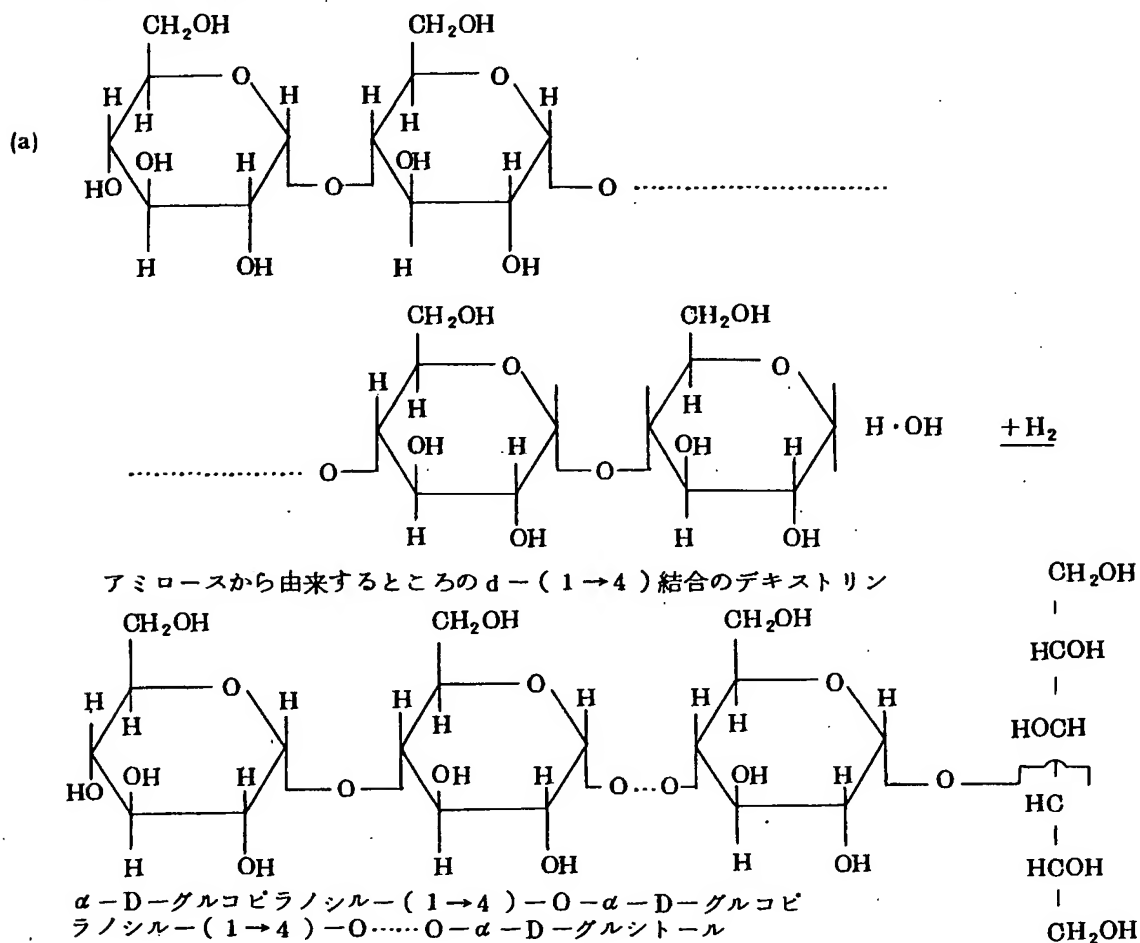 CH₂OH CH₂OH
O O
H H H H
(a) H H
OH H OH H
HO O O ....................
H OH H OH
CH₂OH CH₂OH
O O
H H H
OH H OH H H・OH +H₂
.................... O O
H OH H OH
アミロースから由来するところのd-(1→4)結合のデキストリン
CH₂OH CH₂OH CH₂OH
O O O
H H H H H H
H H H
OH H OH H OH H
HO O O…O O
H OH H OH H OH
CH₂OH
HCOH
HOCH
HC
HCOH
CH₂OH
α-D-グルコピラノシル-(1→4)-O-α-D-グルコピ
ラノシル-(1→4)-O……O-α-D-グルシトール